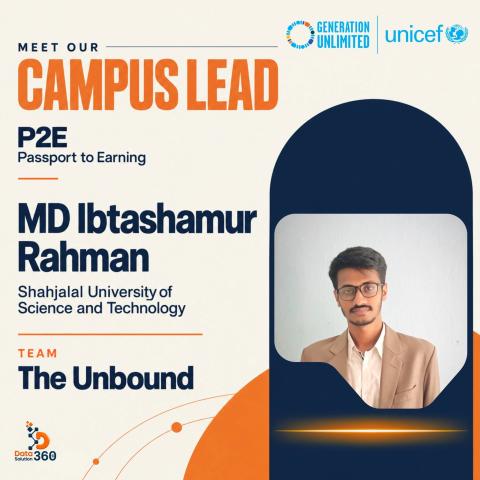 MEET OUR
GENERATION
UNLIMITED
unicef
CAMPUS LEAD
P2E
Passport to Earning
MD Ibtashamur
Rahman
Shahjalal University of
Science and Technology
TEAM
The Unbound
Data
Solution 360